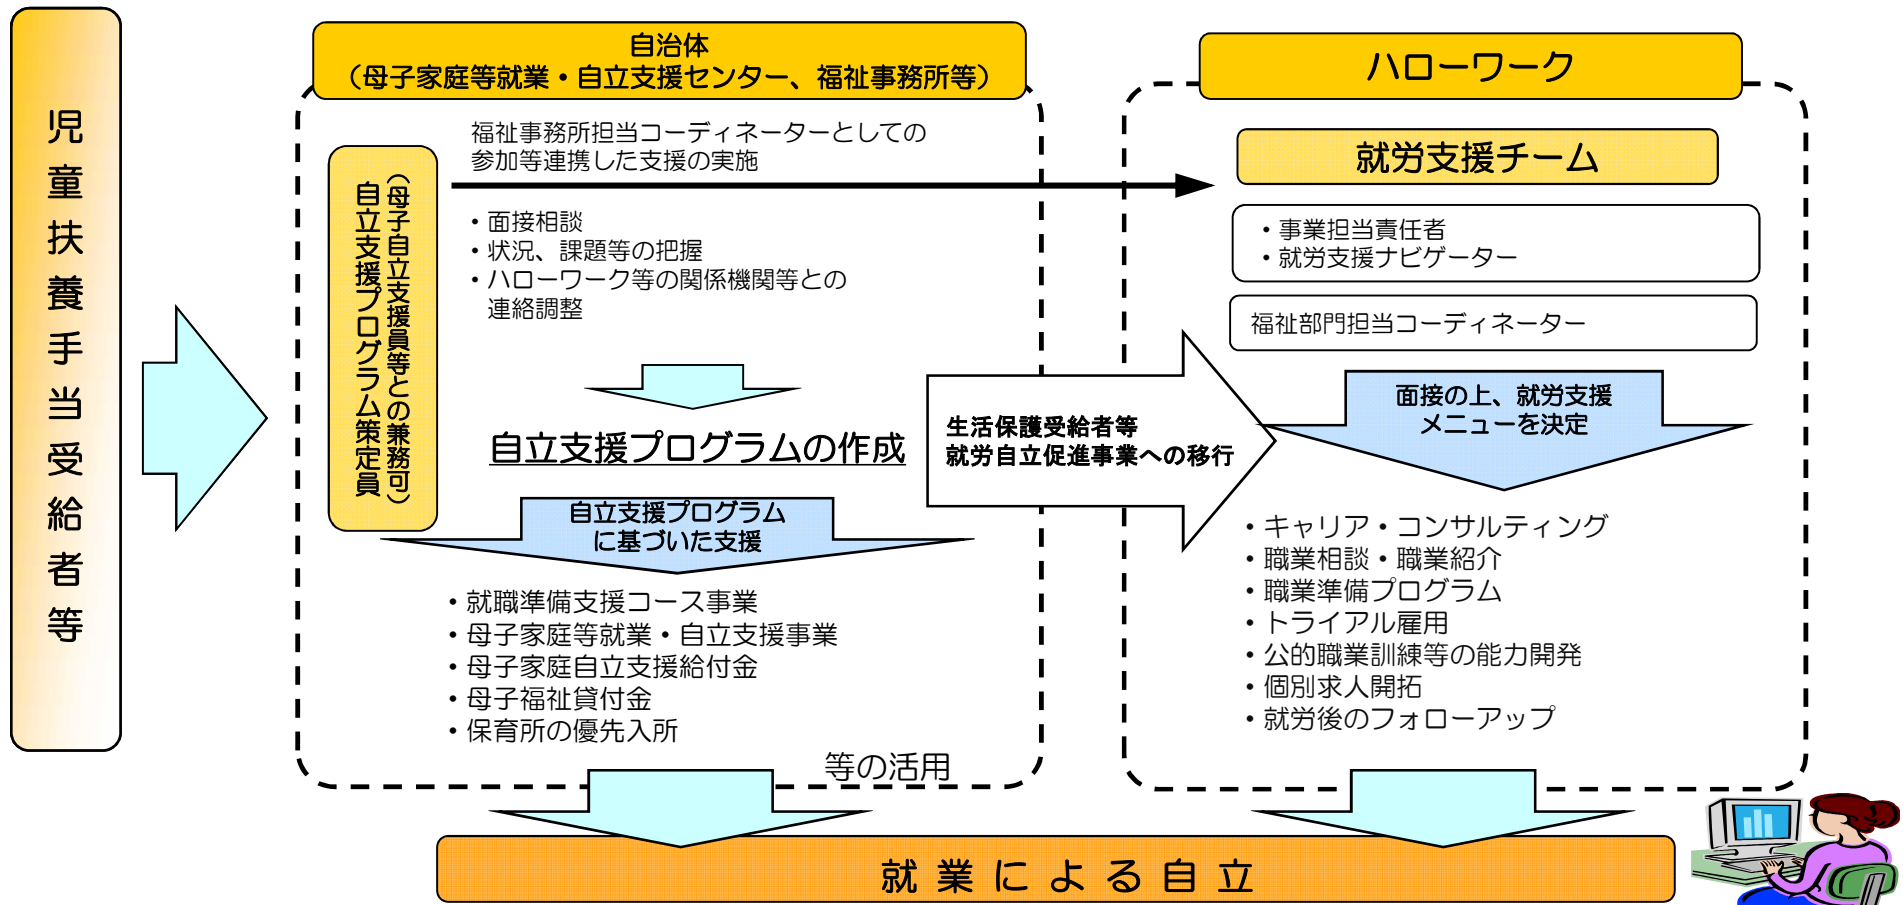 児童扶養手当受給者等
自治体
（母子家庭等就業・自立支援センター、福祉事務所等）
福祉事務所担当コーディネーターとしての
参加等連携した支援の実施
（母子自立支援員等との兼務可）
自立支援プログラム策定員
・面接相談
・状況、課題等の把握
・ハローワーク等の関係機関等との
連絡調整
自立支援プログラムの作成
自立支援プログラム
に基づいた支援
・就職準備支援コース事業
・母子家庭等就業・自立支援事業
・母子家庭自立支援給付金
・母子福祉貸付金
・保育所の優先入所
等の活用
生活保護受給者等
就労自立促進事業への移行
ハローワーク
就労支援チーム
・事業担当責任者
・就労支援ナビゲーター
福祉部門担当コーディネーター
面接の上、就労支援
メニューを決定
・キャリア・コンサルティング
・職業相談・職業紹介
・職業準備プログラム
・トライアル雇用
・公的職業訓練等の能力開発
・個別求人開拓
・就労後のフォローアップ
就業による自立